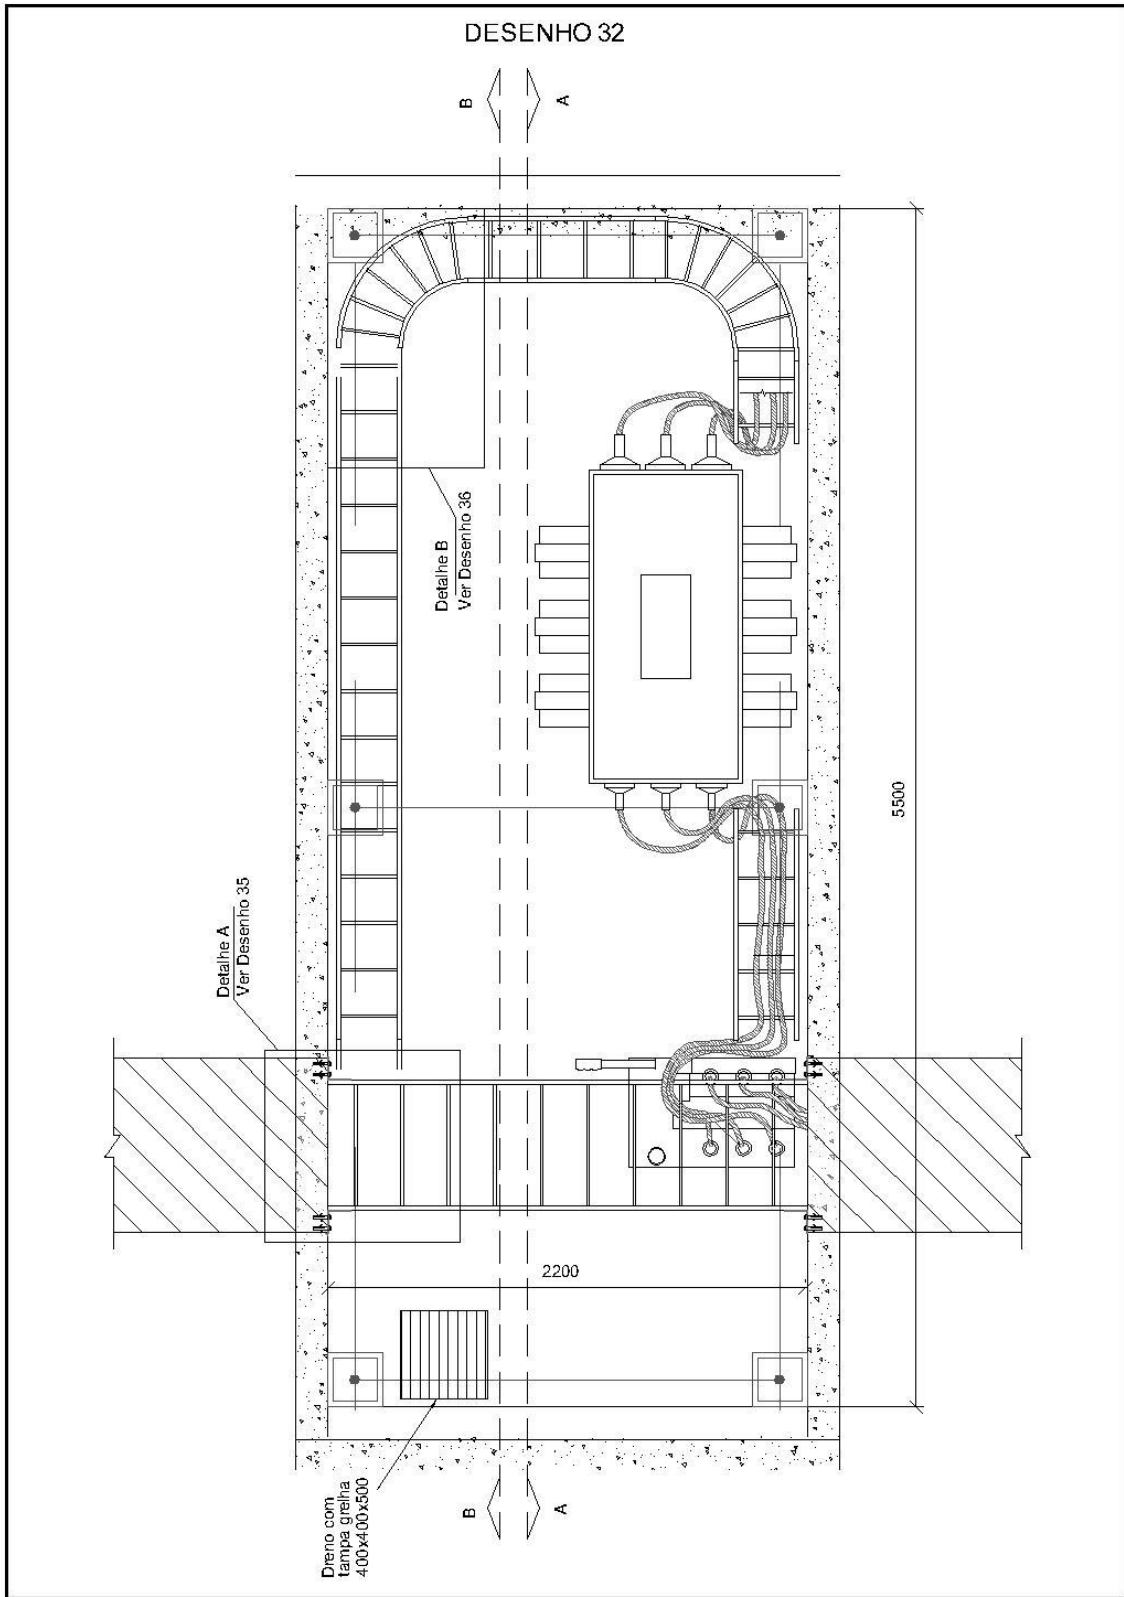 DESENHO 32
B
A
Detalhe B
Ver Desenho 36
5500
Detalhe A
Ver Desenho 35
2200
Dreno com
tampa grelha
400x400x500
B
A